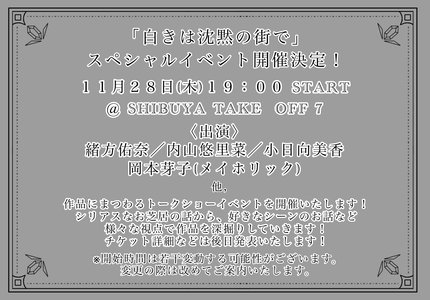 「白きは沈黙の街で」
スペシャルイベント開催決定！
１１月２８日(木)１９：００ START
@ SHIBUYA TAKE OFF 7
〈出演〉
緒方佑奈／内山悠里菜／小日向美香
岡本芽子(メイホリック)
他、
作品にまつわるトークショーイベントを開催いたします！
シリアスなお芝居の話から、好きなシーンのお話など
様々な視点で作品を深掘りしていきます！
チケット詳細などは後日発表いたします！
※開始時間は若干変動する可能性がございます。
変更の際は改めてご案内いたします。